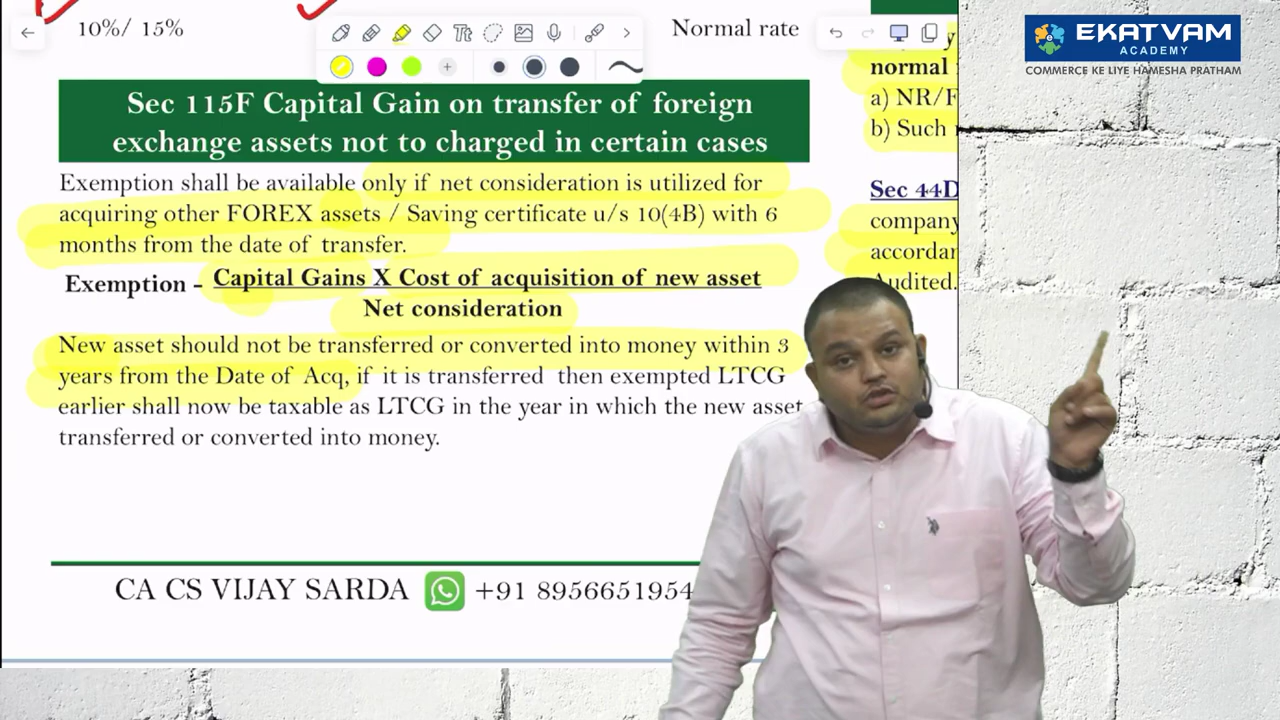 10%/ 15%
Normal rate
Sec 115F Capital Gain on transfer of foreign
exchange assets not to charged in certain cases
Exemption shall be available only if net consideration is utilized for
acquiring other FOREX assets / Saving certificate u/s 10(4B) with 6
months from the date of transfer.
Exemption – Capital Gains X Cost of acquisition of new asset
Net consideration
New asset should not be transferred or converted into money within 3
years from the Date of Acq, if it is transferred then exempted LTCG
earlier shall now be taxable as LTCG in the year in which the new asset
transferred or converted into money.
CA CS VIJAY SARDA +91 8956651954
normal
a) NR/F
b) Such
Sec 44D
company
accordan
Audited.
EKATVAM
ACADEMY
COMMERCE KE LIYE HAMESHA PRATHAM
Tt